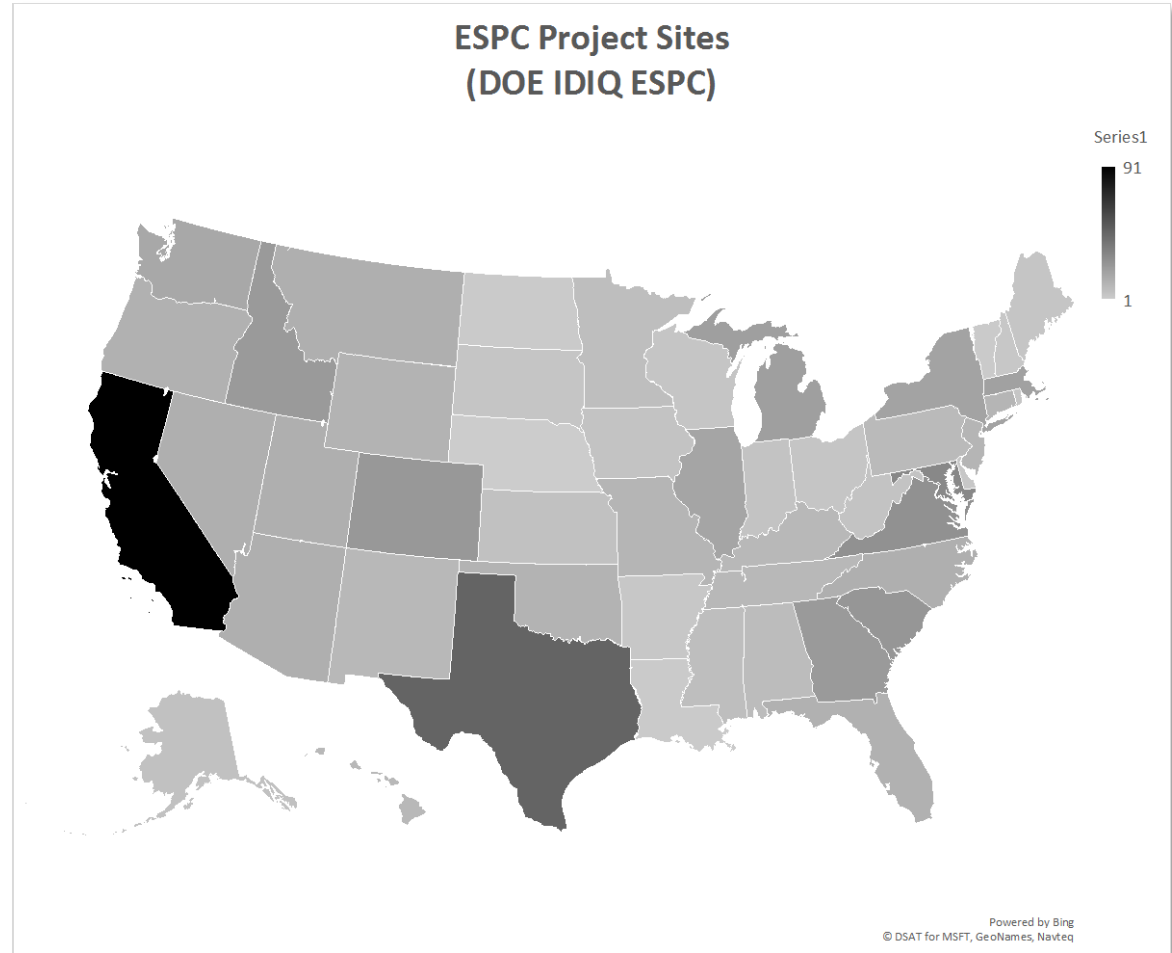 ESPC Project Sites
(DOE IDIQ ESPC)
Series1
91
1
Powered by Bing
© DSAT for MSFT, GeoNames, Navteq